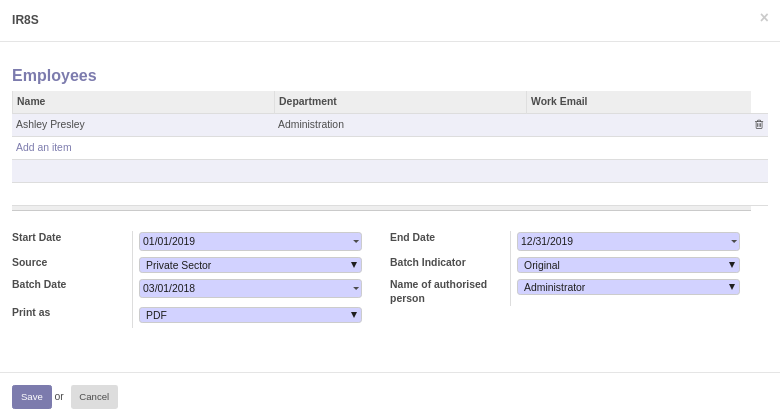 IR8S
×
Employees
Name Department Work Email
Ashley Presley Administration
Add an item
Start Date 01/01/2019 End Date 12/31/2019
Source Private Sector Batch Indicator Original
Batch Date 03/01/2018 Name of authorised person Administrator
Print as PDF
Save or Cancel